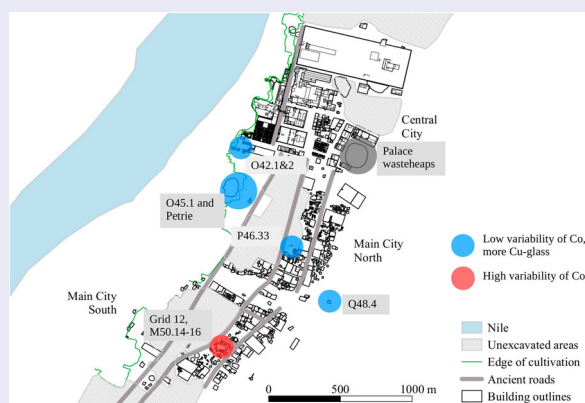 Central
City
Palace
wasteheaps
O42.1&2
O45.1 and
Petrie
P46.33
Main City
North
Low variability of Co,
more Cu-glass
High variability of Co
Main City
South
Q48.4
Grid 12,
M50.14-16
Nile
Unexcavated areas
Edge of cultivation
Ancient roads
Building outlines
0 500 1000 m